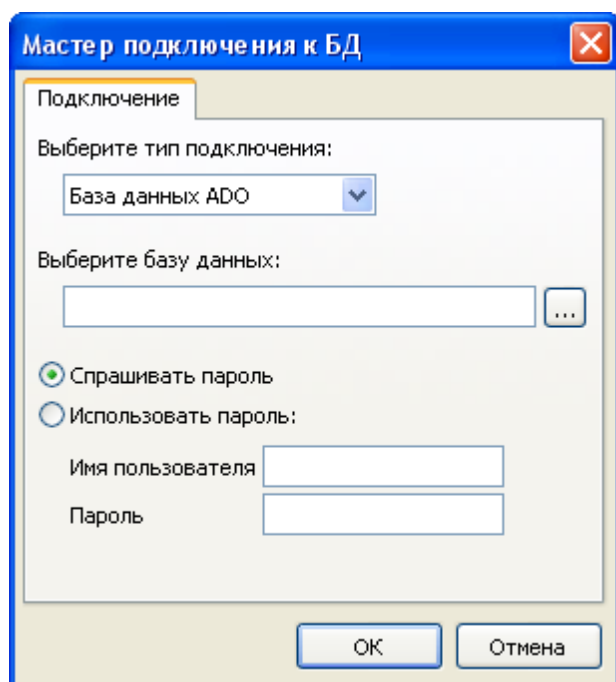 Мастер подключения к БД
Подключение
Выберите тип подключения:
База данных ADO
Выберите базу данных:
...
Спрашивать пароль
Использовать пароль:
Имя пользователя
Пароль
ОК Отмена